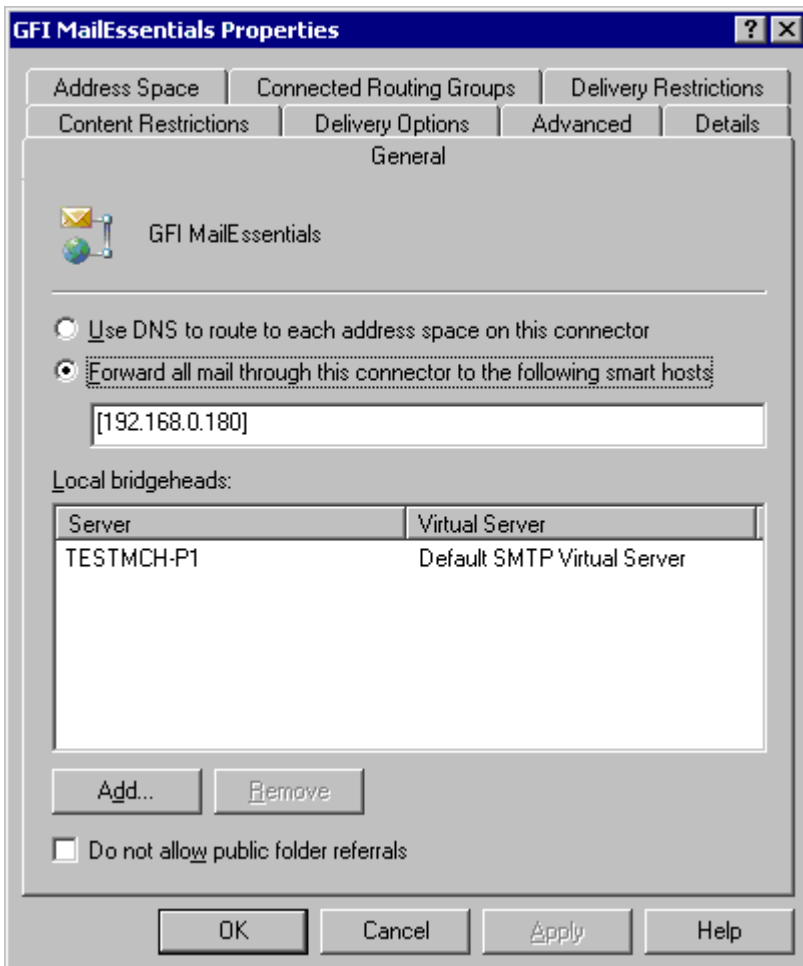 GFI MailEssentials Properties
Address Space Connected Routing Groups Delivery Restrictions
Content Restrictions Delivery Options Advanced Details
General
GFI MailEssentials
Use DNS to route to each address space on this connector
Forward all mail through this connector to the following smart hosts
[192.168.0.180]
Local bridgeheads:
Server Virtual Server
TESTMCH-P1 Default SMTP Virtual Server
Add... Remove
Do not allow public folder referrals
OK Cancel Apply Help